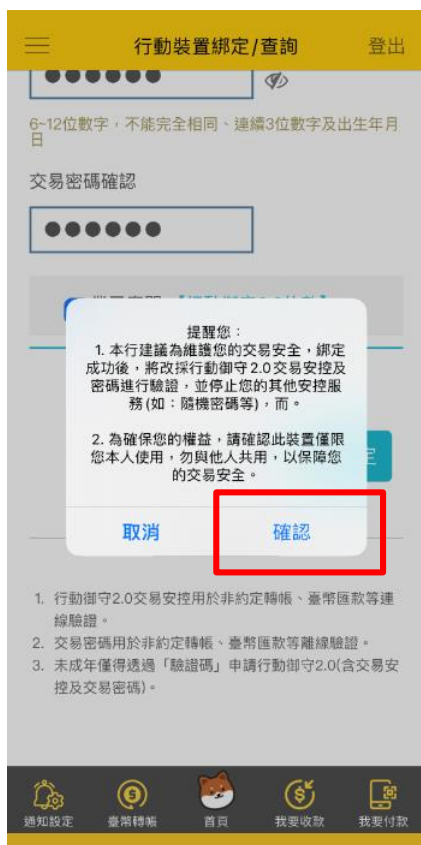 行動裝置綁定/查詢
登出
6~12位數字，不能完全相同、連續3位數字及出生年月
日
交易密碼確認
提醒您：
1. 本行建議為維護您的交易安全，綁定
成功後，將改採行動御守2.0交易安控及
密碼進行驗證，並停止您的其他安控服
務(如：隨機密碼等)，而。
2. 為確保您的權益，請確認此裝置僅限
您本人使用，勿與他人共用，以保障您
的交易安全。
取消
確認
定
1. 行動御守2.0交易安控用於非約定轉帳、臺幣匯款等連
線驗證。
2. 交易密碼用於非約定轉帳、臺幣匯款等離線驗證。
3. 未成年僅得透過「驗證碼」申請行動御守2.0(含交易安
控及交易密碼)。
通知設定
臺幣轉帳
首頁
我要收款
我要付款